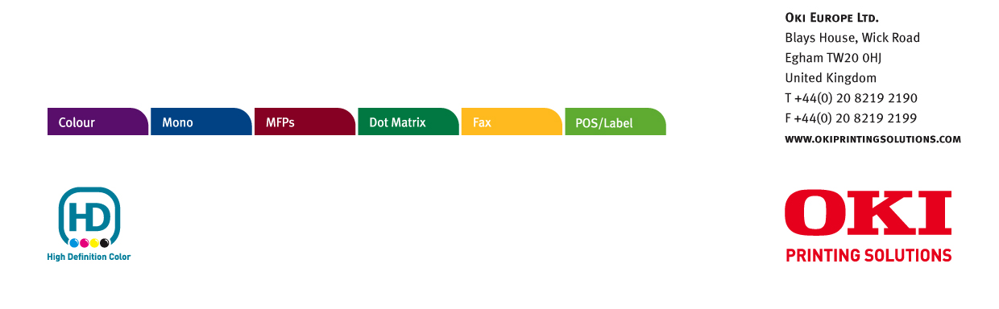 Oki Europe Ltd.
Blays House, Wick Road
Egham TW20 0HJ
United Kingdom
T +44(0) 20 8219 2190
F +44(0) 20 8219 2199
www.okiprintingsolutions.com
Colour Mono MFPs Dot Matrix Fax POS/Label
HD
High Definition Color
OKI
PRINTING SOLUTIONS